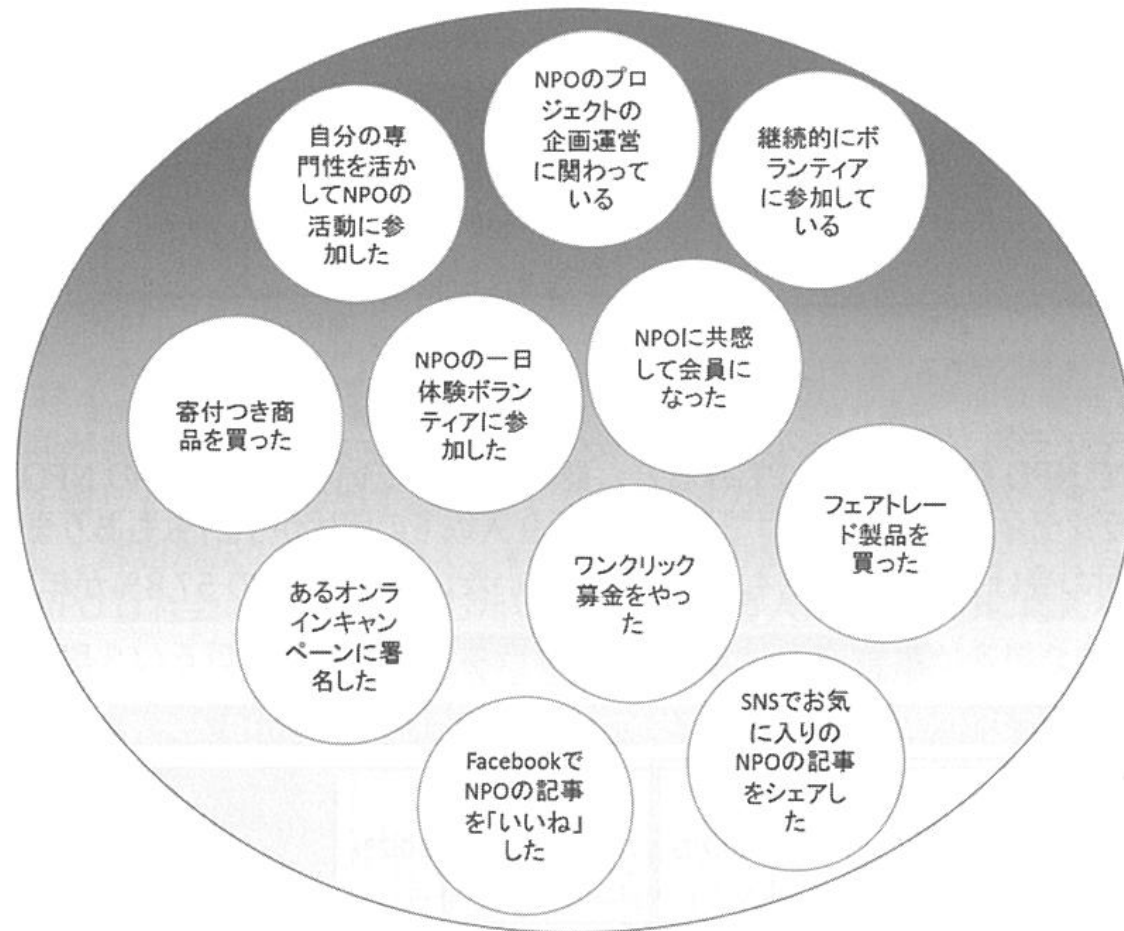 NPOのプロ
ジェクトの
企画運営
に関わって
いる
自分の専
門性を活か
してNPOの
活動に参
加した
継続的にボ
ランティア
に参加して
いる
NPOに共感
して会員に
なった
NPOの一日
体験ボラン
ティアに参
加した
寄付つき商
品を買った
フェアトレー
ド製品を
買った
ワンクリック
募金をやっ
た
あるオンラ
インキャン
ペーンに署
名した
SNSでお気
に入りの
NPOの記事
をシェアし
た
Facebookで
NPOの記事
を「いいね」
した